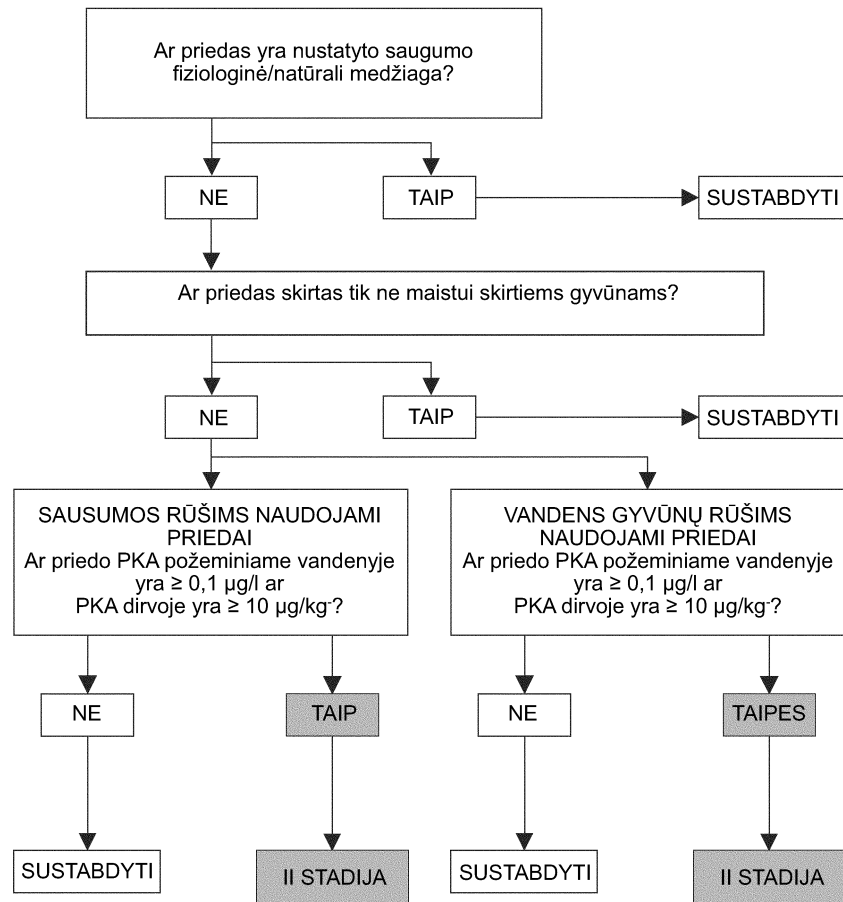 Ar priedas yra nustatyto saugumo
fiziologinė/natūrali medžiaga?
NE
TAIP
SUSTABDYTI
Ar priedas skirtas tik ne maistui skirtiems gyvūnams?
NE
TAIP
SUSTABDYTI
SAUSUMOS RŪŠIMS NAUDOJAMI
PRIEDAI
Ar priedo PKA požeminiame vandenyje
yra ≥ 0,1 µg/l ar
PKA dirvoje yra ≥ 10 µg/kg⁻?
VANDENS GYVŪNŲ RŪŠIMS
NAUDOJAMI PRIEDAI
Ar priedo PKA požeminiame vandenyje
yra ≥ 0,1 µg/l ar
PKA dirvoje yra ≥ 10 µg/kg⁻?
NE
TAIP
NE
TAIPES
SUSTABDYTI
II STADIJA
SUSTABDYTI
II STADIJA